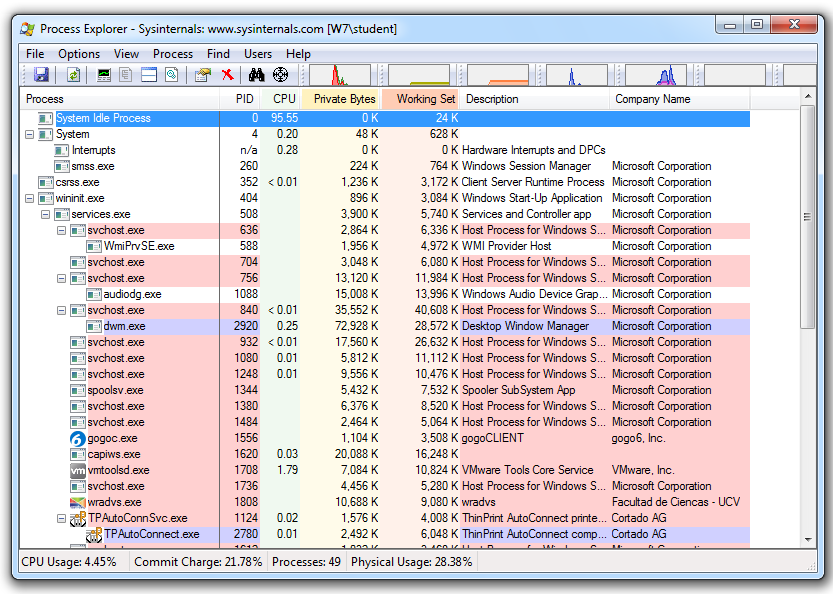 Process Explorer - Sysinternals: www.sysinternals.com [W7\student]
File Options View Process Find Users Help
Process PID CPU Private Bytes Working Set Description Company Name
System Idle Process 0 95.55 0 K 24 K
System 4 0.20 48 K 628 K
Interrupts n/a 0.28 0 K 0 K Hardware Interrupts and DPCs
smss.exe 260 224 K 764 K Windows Session Manager Microsoft Corporation
csrss.exe 352 < 0.01 1,236 K 3,172 K Client Server Runtime Process Microsoft Corporation
wininit.exe 404 896 K 3,084 K Windows Start-Up Application Microsoft Corporation
services.exe 508 3,900 K 5,740 K Services and Controller app Microsoft Corporation
svchost.exe 636 2,864 K 6,336 K Host Process for Windows S... Microsoft Corporation
WmiPrvSE.exe 588 1,956 K 4,972 K WMI Provider Host Microsoft Corporation
svchost.exe 704 3,048 K 6,080 K Host Process for Windows S... Microsoft Corporation
svchost.exe 756 13,120 K 11,984 K Host Process for Windows S... Microsoft Corporation
audiodg.exe 1088 15,008 K 13,996 K Windows Audio Device Grap... Microsoft Corporation
svchost.exe 840 < 0.01 35,552 K 40,608 K Host Process for Windows S... Microsoft Corporation
dwm.exe 2920 0.25 72,928 K 28,572 K Desktop Window Manager Microsoft Corporation
svchost.exe 932 < 0.01 17,560 K 26,632 K Host Process for Windows S... Microsoft Corporation
svchost.exe 1080 0.01 5,812 K 11,112 K Host Process for Windows S... Microsoft Corporation
svchost.exe 1248 0.01 9,556 K 10,476 K Host Process for Windows S... Microsoft Corporation
spoolsv.exe 1344 5,432 K 7,532 K Spooler SubSystem App Microsoft Corporation
svchost.exe 1380 6,376 K 8,520 K Host Process for Windows S... Microsoft Corporation
svchost.exe 1484 2,464 K 5,064 K Host Process for Windows S... Microsoft Corporation
gogoc.exe 1556 1,104 K 3,508 K gogoCLIENT gogo6, Inc.
capiws.exe 1620 0.03 20,088 K 16,248 K
vmtoolsd.exe 1708 1.79 7,084 K 10,824 K VMware Tools Core Service VMware, Inc.
svchost.exe 1736 4,456 K 5,280 K Host Process for Windows S... Microsoft Corporation
wradvs.exe 1808 10,688 K 9,080 K wradvs Facultad de Ciencas - UCV
TPAutoConnSvc.exe 1124 0.02 1,576 K 4,008 K ThinPrint AutoConnect printe... Cortado AG
TPAutoConnect.exe 2780 0.01 2,492 K 6,048 K ThinPrint AutoConnect comp... Cortado AG
CPU Usage: 4.45% Commit Charge: 21.78% Processes: 49 Physical Usage: 28.38%